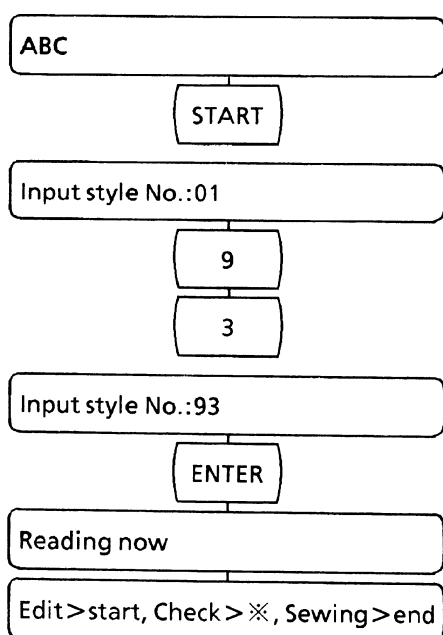 ABC
START
Input style No.:01
9
3
Input style No.:93
ENTER
Reading now
Edit>start, Check>※, Sewing>end